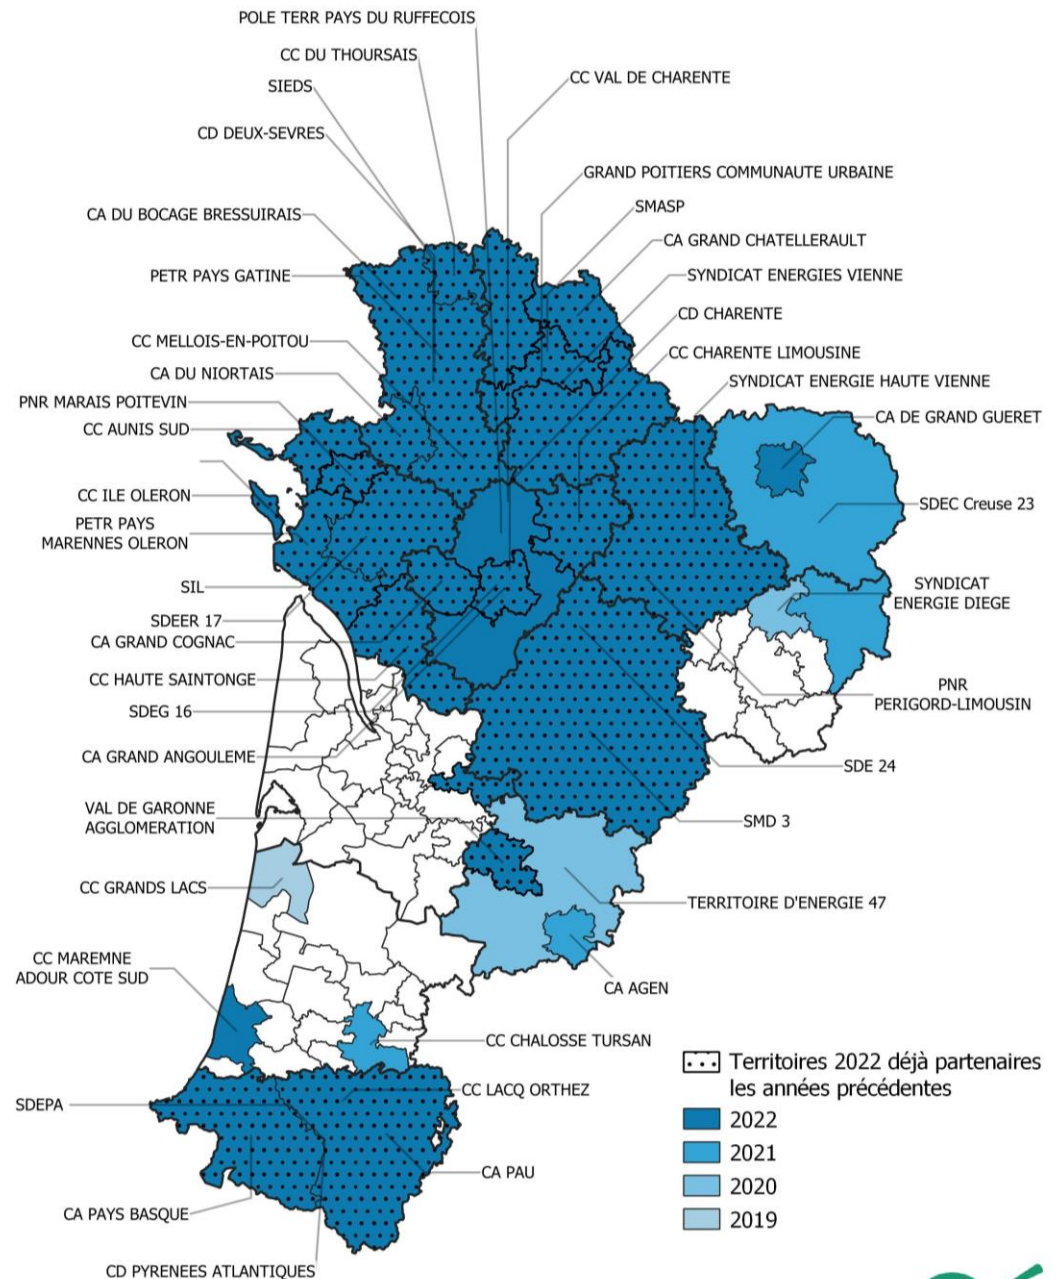 POLE TERR PAYS DU RUFFECOIS
CC DU THOURSAIS
CC VAL DE CHARENTE
SIEDS
CD DEUX-SEVRES
GRAND POITIERS COMMUNAUTE URBAINE
SMASP
CA DU BOCAGE BRESSUIRAIS
CA GRAND CHATELLERAULT
PETR PAYS GATINE
SYNDICAT ENERGIES VIENNE
CD CHARENTE
CC MELLOIS-EN-POITOU
CC CHARENTE LIMOUSINE
CA DU NIORTAIS
SYNDICAT ENERGIE HAUTE VIENNE
PNR MARAIS POITEVIN
CA DE GRAND GUERET
CC AUNIS SUD
CC ILE OLERON
SDEC Creuse 23
PETR PAYS
MARENNES OLERON
SIL
SYNDICAT
ENERGIE DIEGE
SDEER 17
CA GRAND COGNAC
CC HAUTE SAINTONGE
PNR
PERIGORD-LIMOUSIN
SDEG 16
CA GRAND ANGOULEME
SDE 24
VAL DE GARONNE
AGGLOMERATION
SMD 3
CC GRANDS LACS
TERRITOIRE D'ENERGIE 47
CC MAREMNE
ADOUR COTE SUD
CA AGEN
CC CHALOSSE TURSAN
Territoires 2022 déjà partenaires
les années précédentes
CC LACQ ORTHEZ
SDEPA
2022
2021
CA PAU
2020
CA PAYS BASQUE
2019
CD PYRENEES ATLANTIQUES